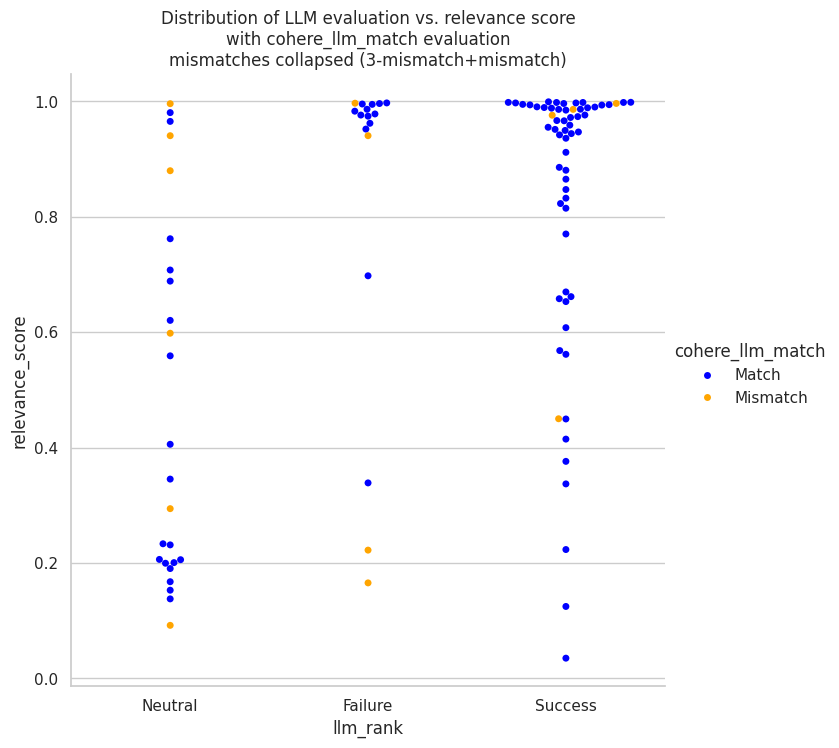 Distribution of LLM evaluation vs. relevance score
with cohere_llm_match evaluation
mismatches collapsed (3-mismatch+mismatch)
1.0
0.8
0.6
0.4
0.2
0.0
relevance_score
Neutral
Failure
Success
llm_rank
cohere_llm_match
Match
Mismatch